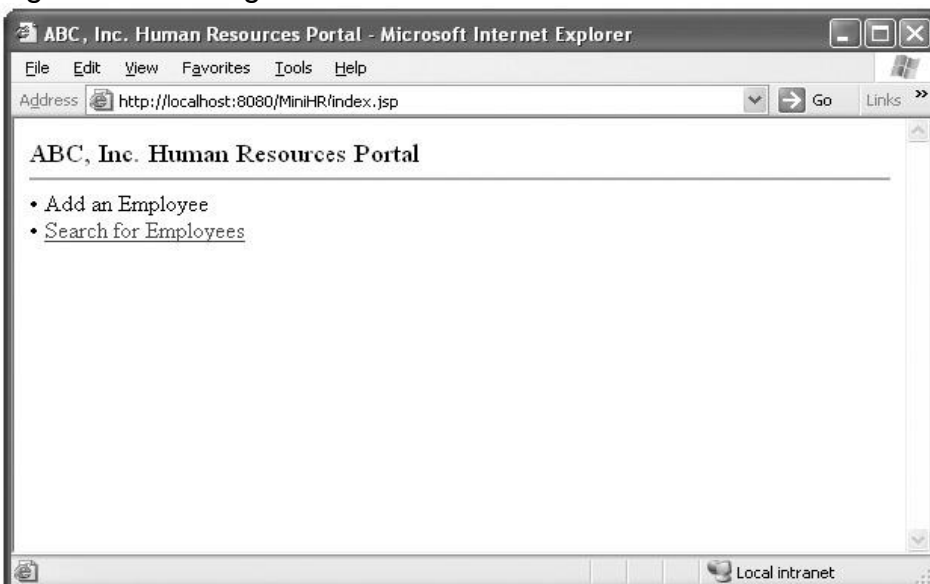 ABC, Inc. Human Resources Portal - Microsoft Internet Explorer
File Edit View Favorites Tools Help
Address http://localhost:8080/MiniHR/index.jsp Go Links »
ABC, Inc. Human Resources Portal
• Add an Employee
• Search for Employees
Local intranet